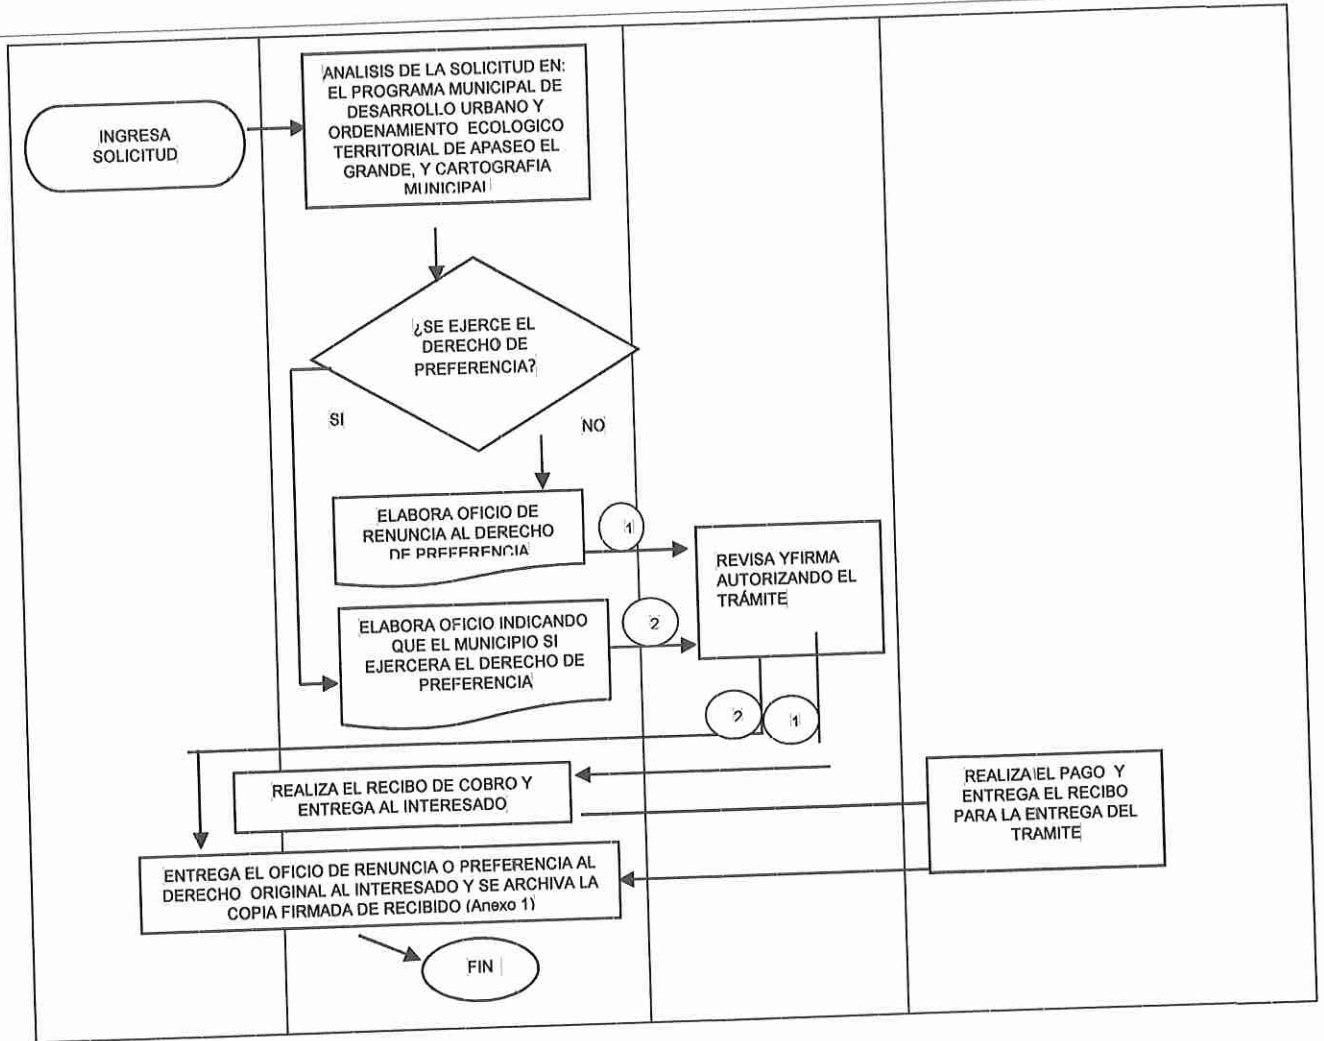 INGRESA
SOLICITUD
ANALISIS DE LA SOLICITUD EN:
EL PROGRAMA MUNICIPAL DE
DESARROLLO URBANO Y
ORDENAMIENTO ECOLOGICO
TERRITORIAL DE APASEO EL
GRANDE, Y CARTOGRAFIA
MUNICIPAL
¿SE EJERCE EL
DERECHO DE
PREFERENCIA?
SI
NO
ELABORA OFICIO DE
RENUNCIA AL DERECHO
DE PREFERENCIA
1
REVISA YFIRMA
AUTORIZANDO EL
TRÁMITE
ELABORA OFICIO INDICANDO
QUE EL MUNICIPIO SI
EJERCERA EL DERECHO DE
PREFERENCIA
2
2
1
REALIZA EL RECIBO DE COBRO Y
ENTREGA AL INTERESADO
REALIZA EL PAGO Y
ENTREGA EL RECIBO
PARA LA ENTREGA DEL
TRAMITE
ENTREGA EL OFICIO DE RENUNCIA O PREFERENCIA AL
DERECHO ORIGINAL AL INTERESADO Y SE ARCHIVA LA
COPIA FIRMADA DE RECIBIDO (Anexo 1)
FIN